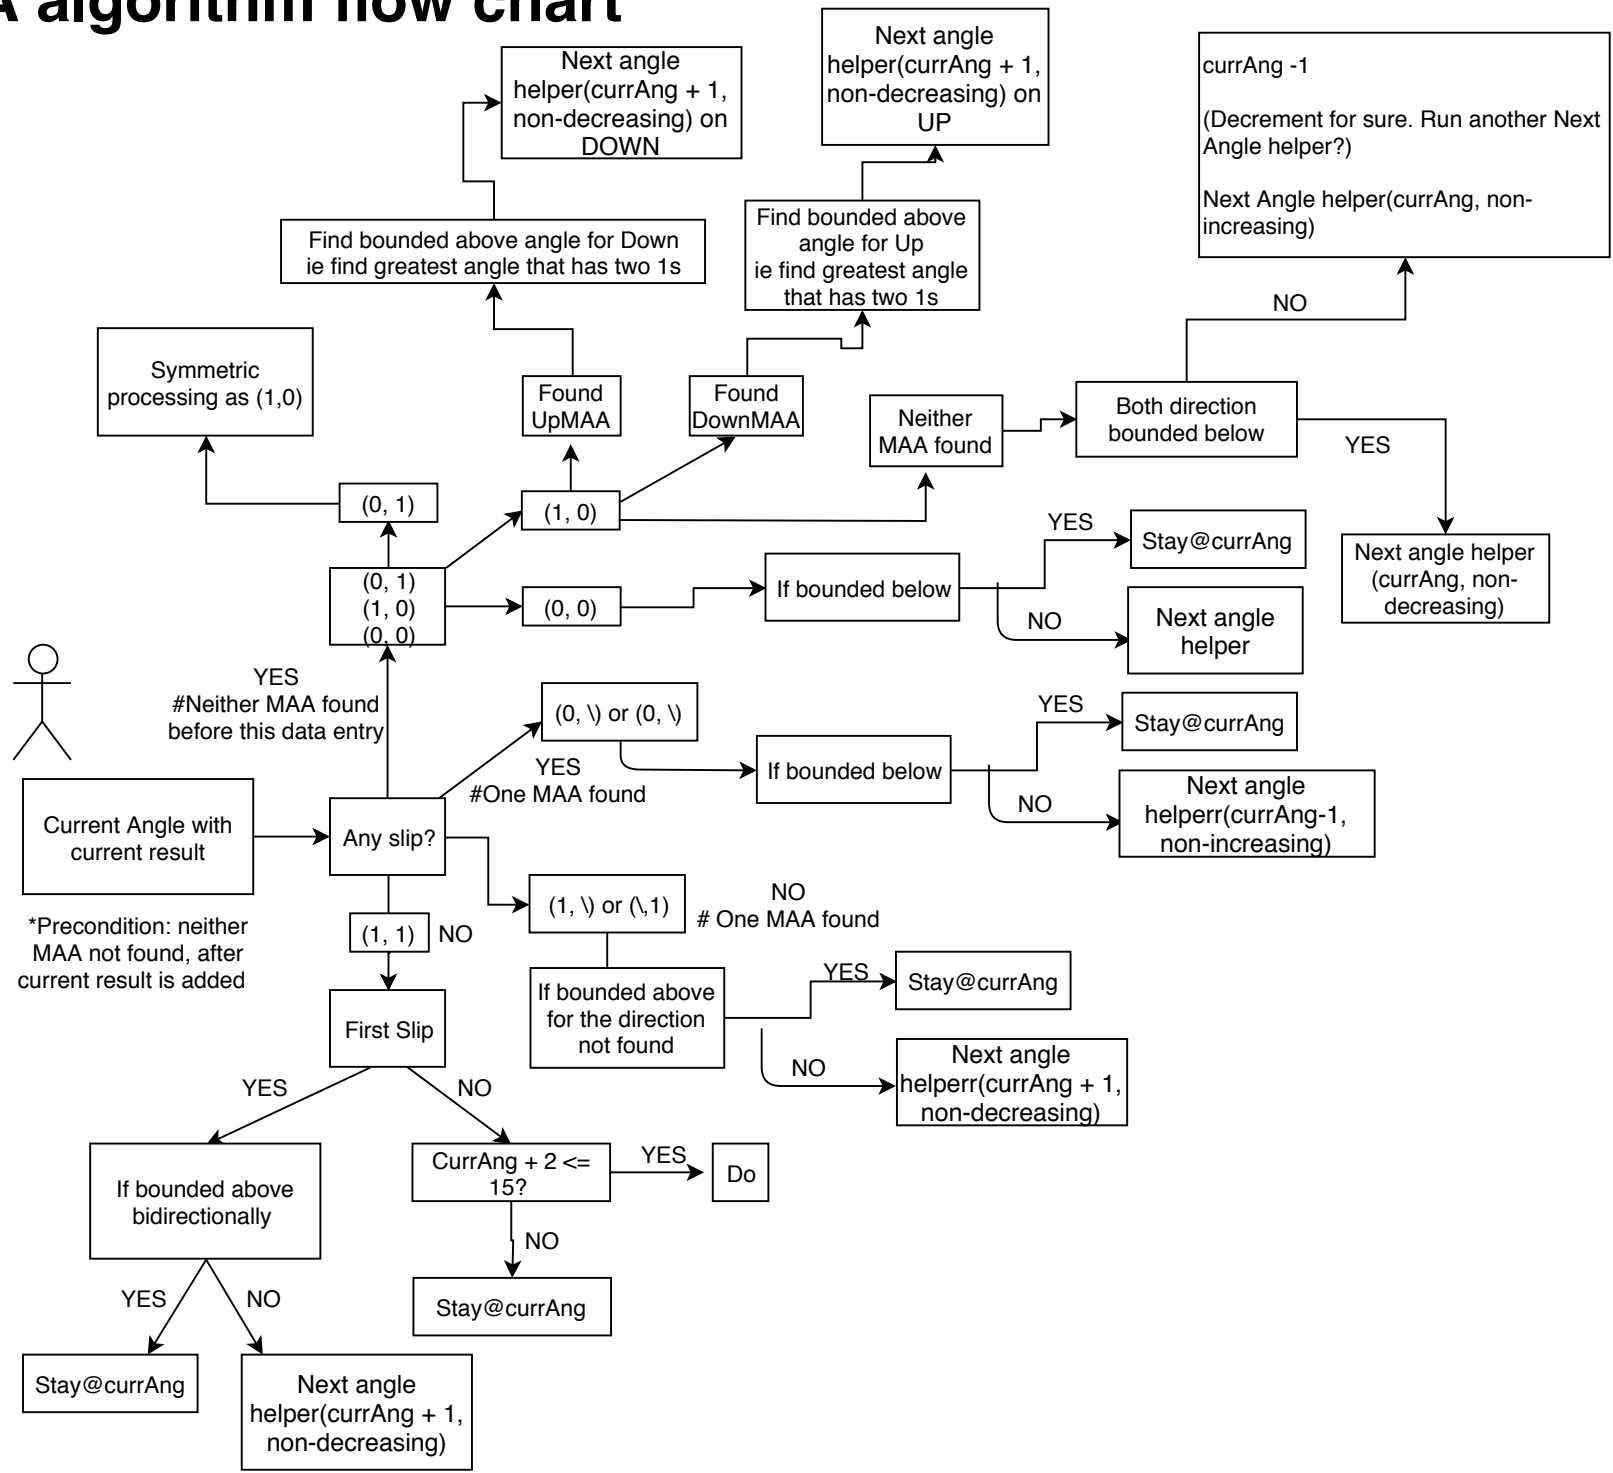 A algorithm flow chart
Next angle
helper(currAng + 1,
non-decreasing) on
DOWN
Next angle
helper(currAng + 1,
non-decreasing) on
UP
currAng -1
(Decrement for sure. Run another Next
Angle helper?)
Next Angle helper(currAng, non-
increasing)
Find bounded above angle for Down
ie find greatest angle that has two 1s
Find bounded above
angle for Up
ie find greatest angle
that has two 1s
NO
Symmetric
processing as (1,0)
Found
UpMAA
Found
DownMAA
Neither
MAA found
Both direction
bounded below
YES
(0, 1)
(1, 0)
YES
Stay@currAng
Next angle helper
(currAng, non-
decreasing)
(0, 1)
(1, 0)
(0, 0)
(0, 0)
If bounded below
NO
Next angle
helper
YES
#Neither MAA found
before this data entry
(0, \) or (0, \)
YES
#One MAA found
If bounded below
YES
Stay@currAng
NO
Next angle
helperr(currAng-1,
non-increasing)
Current Angle with
current result
Any slip?
*Precondition: neither
MAA not found, after
current result is added
(1, 1)
NO
(1, \) or (\,1)
NO
# One MAA found
If bounded above
for the direction
not found
YES
Stay@currAng
NO
Next angle
helperr(currAng + 1,
non-decreasing)
First Slip
YES
NO
If bounded above
bidirectionally
CurrAng + 2 <=
15?
YES
Do
NO
Stay@currAng
YES
NO
Stay@currAng
Next angle
helper(currAng + 1,
non-decreasing)